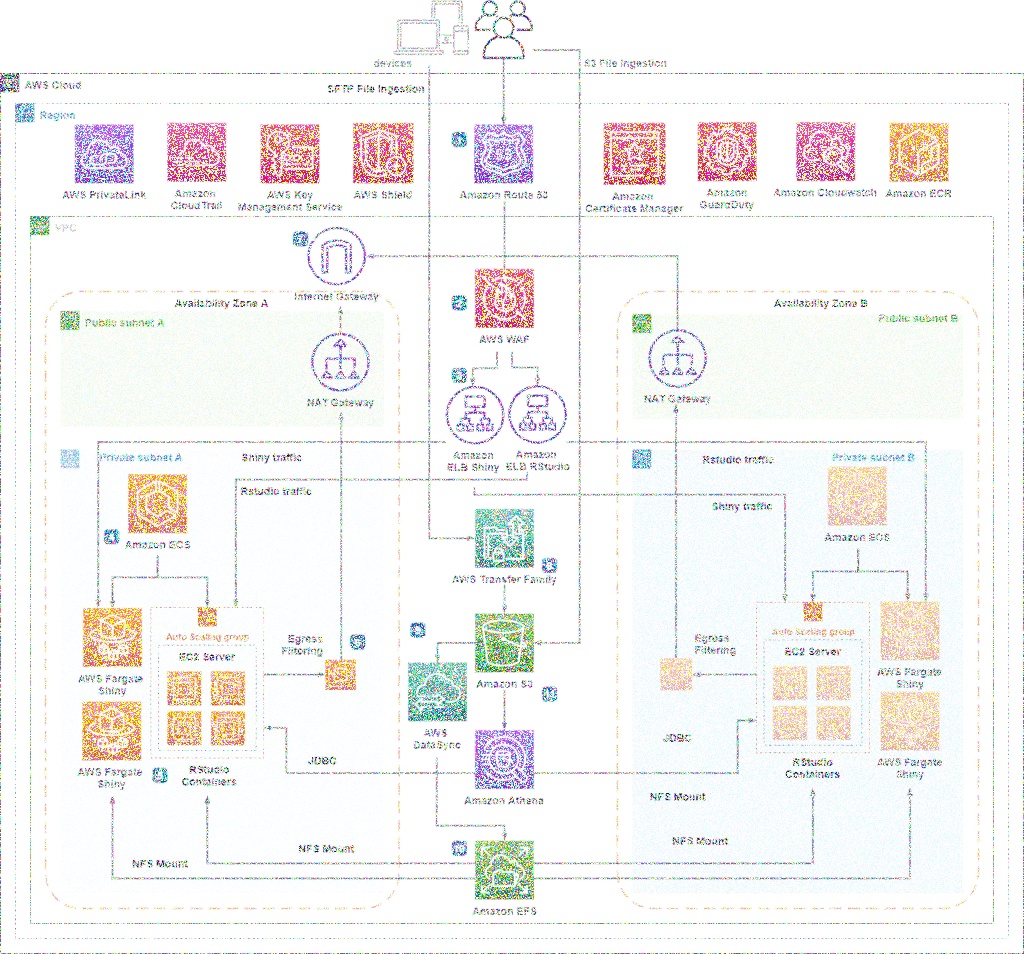 devices
S3 File Ingestion
AWS Cloud
SFTP File Ingestion
Region
AWS PrivateLink
Amazon
CloudTrail
AWS Key
Management Service
AWS Shield
Amazon Route 53
Amazon
Certificate Manager
Amazon
GuardDuty
Amazon Cloudwatch
Amazon ECR
VPC
Internet Gateway
Availability Zone A
Availability Zone B
Public subnet A
Public subnet B
AWS WAF
NAT Gateway
NAT Gateway
Amazon
ELB Shiny
Amazon
ELB RStudio
Private subnet A
Shiny traffic
Rstudio traffic
Private subnet B
Rstudio traffic
Shiny traffic
Amazon ECS
Amazon ECS
AWS Transfer Family
Auto Scaling group
EC2 Server
Egress
Filtering
Egress
Filtering
Auto Scaling group
EC2 Server
AWS Fargate
Shiny
Amazon S3
AWS Fargate
Shiny
AWS
DataSync
JDBC
JDBC
AWS Fargate
Shiny
RStudio
Containers
RStudio
Containers
AWS Fargate
Shiny
Amazon Athena
NFS Mount
NFS Mount
NFS Mount
NFS Mount
Amazon EFS